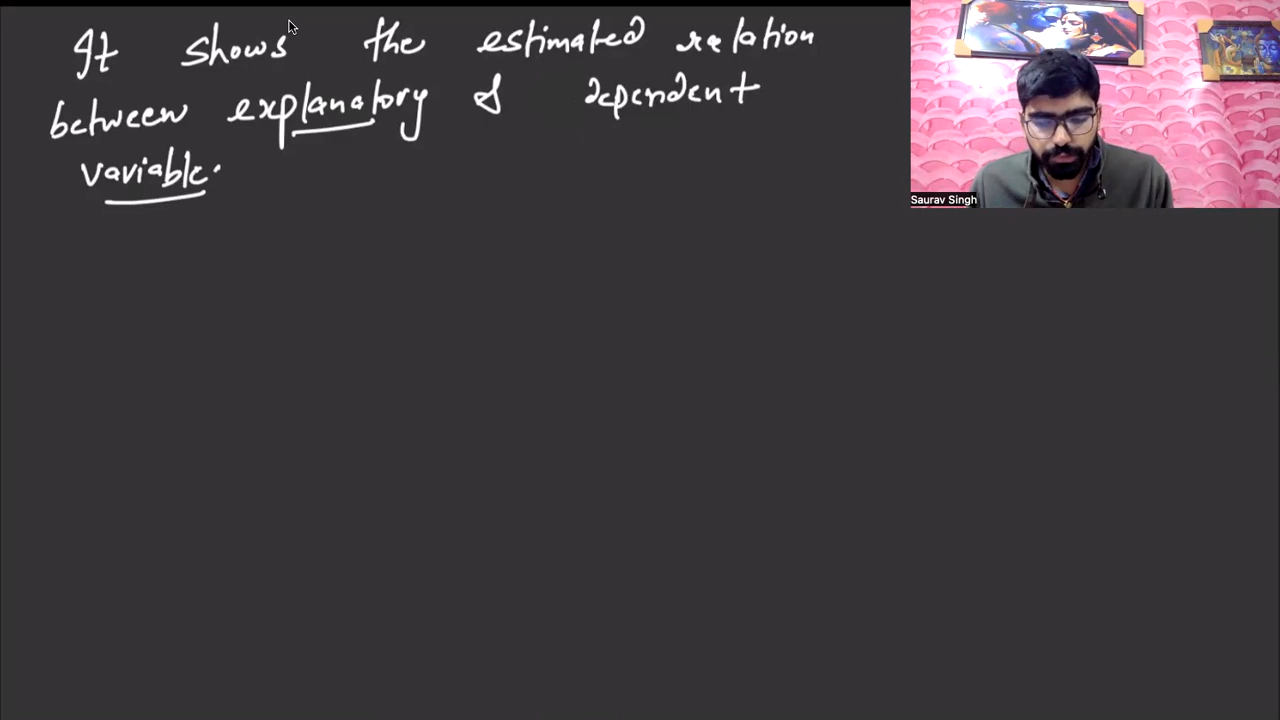 It shows the estimated relation
between explanatory & dependent
variable.
Saurav Singh